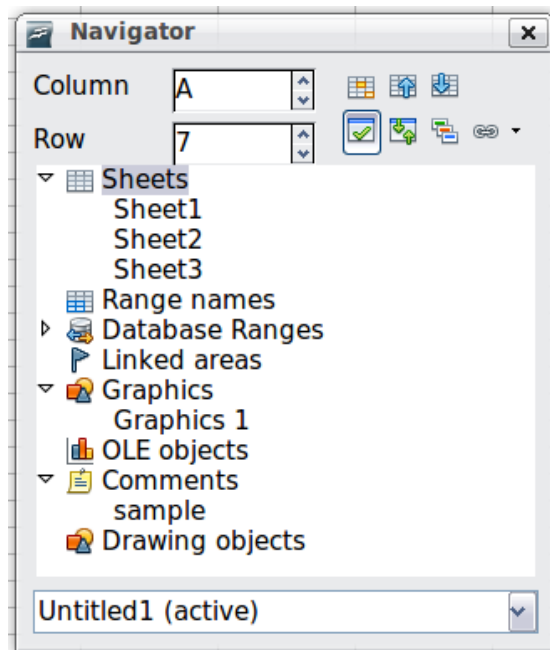 Navigator
Column A
Row 7
Sheets
Sheet1
Sheet2
Sheet3
Range names
Database Ranges
Linked areas
Graphics
Graphics 1
OLE objects
Comments
sample
Drawing objects
Untitled1 (active)